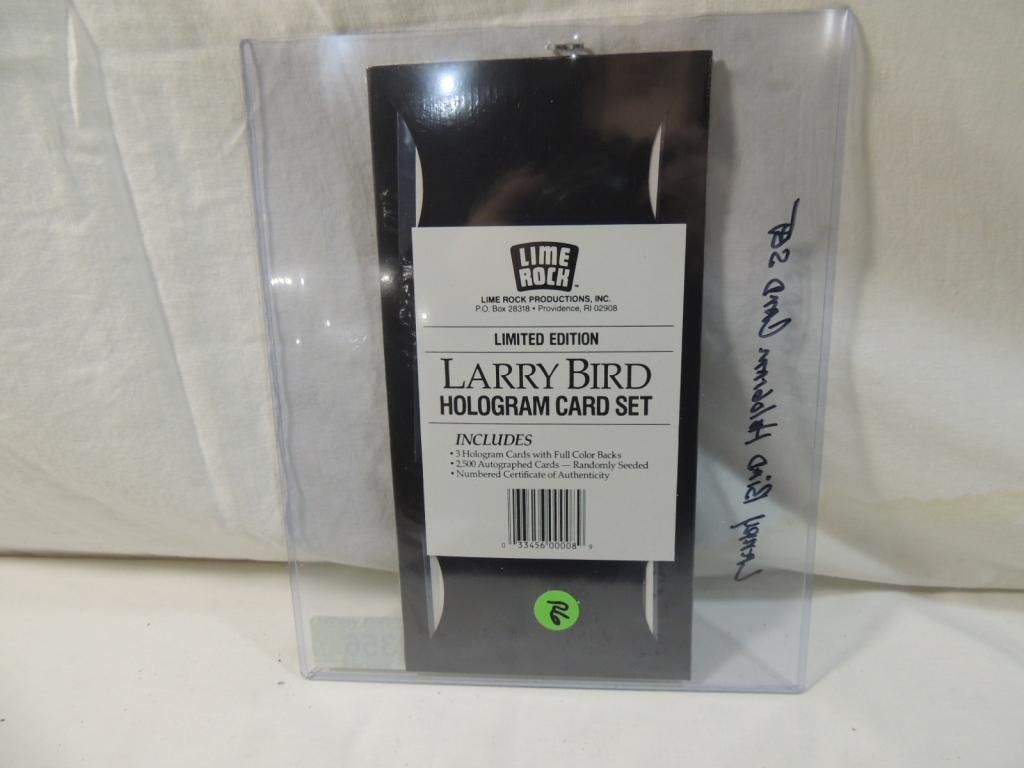 LIME
ROCK
LIME ROCK PRODUCTIONS, INC.
P.O. Box 28318 • Providence, RI 02908
LIMITED EDITION
LARRY BIRD
HOLOGRAM CARD SET
INCLUDES
• 3 Hologram Cards with Full Color Backs
• 2,500 Autographed Cards — Randomly Seeded
• Numbered Certificate of Authenticity
0 33456 00008 9
Larry Bird Hologram Card Set
356